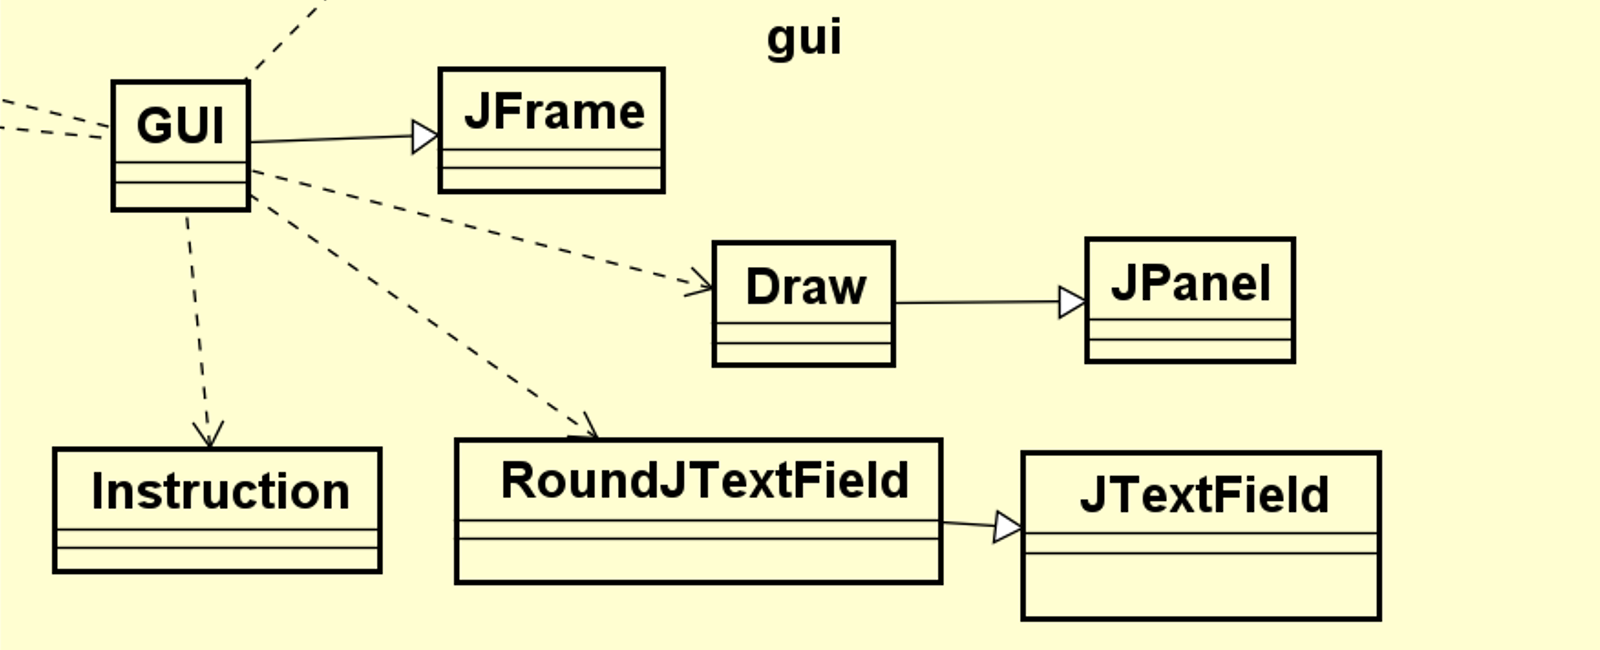 gui
GUI
JFrame
Draw
JPanel
Instruction
RoundJTextField
JTextField